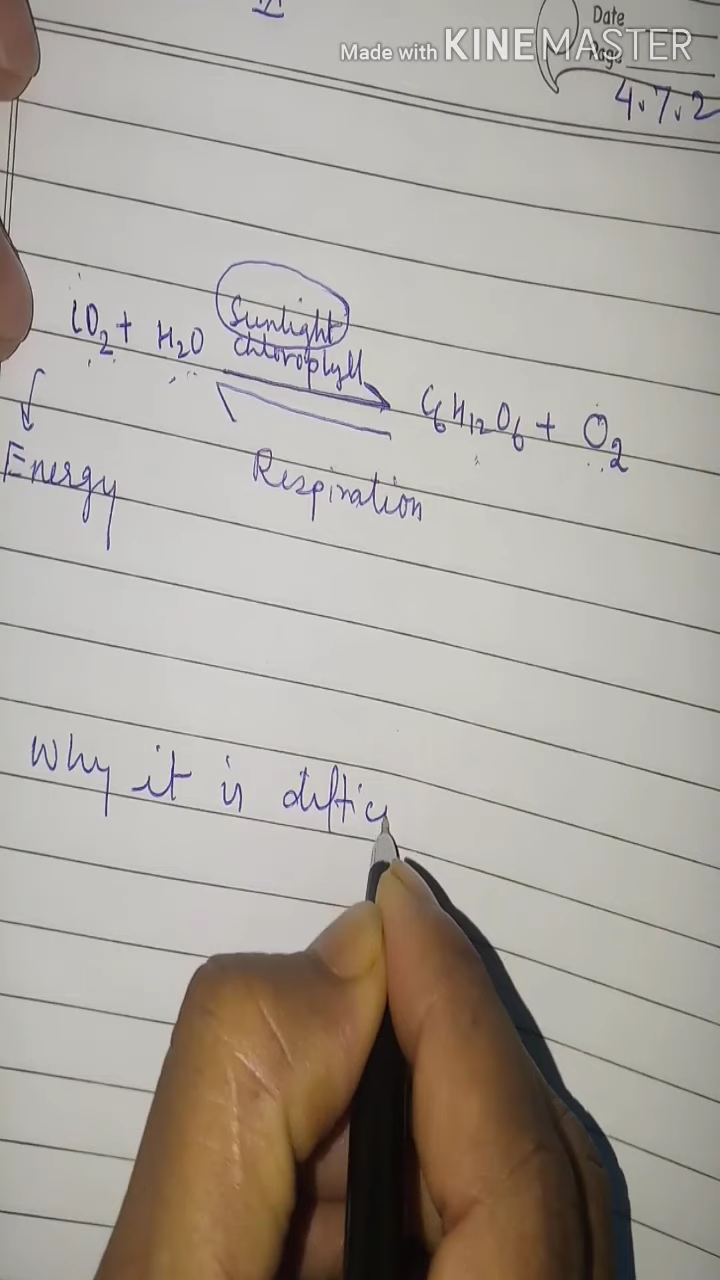 Made with KINEMASTER
Date
Page
4.7.2
Sunlight
CO2 + H2O chlorophyll C6H12O6 + O2
Energy
Respiration
Why it is diffic